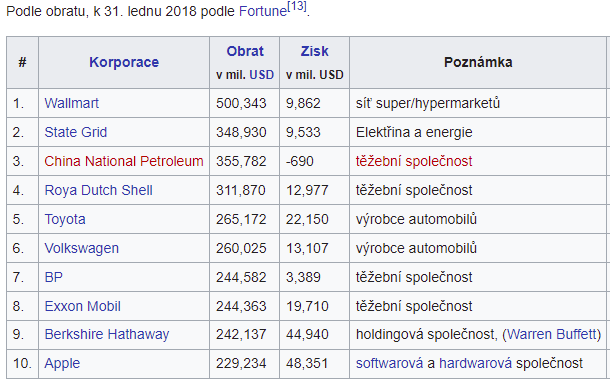 Podle obratu, k 31. lednu 2018 podle Fortune[13].
# Korporace Obrat v mil. USD Zisk v mil. USD Poznámka
1. Wallmart 500,343 9,862 síť super/hypermarketů
2. State Grid 348,930 9,533 Elektřina a energie
3. China National Petroleum 355,782 -690 těžební společnost
4. Roya Dutch Shell 311,870 12,977 těžební společnost
5. Toyota 265,172 22,150 výrobce automobilů
6. Volkswagen 260,025 13,107 výrobce automobilů
7. BP 244,582 3,389 těžební společnost
8. Exxon Mobil 244,363 19,710 těžební společnost
9. Berkshire Hathaway 242,137 44,940 holdingová společnost, (Warren Buffett)
10. Apple 229,234 48,351 softwarová a hardwarová společnost